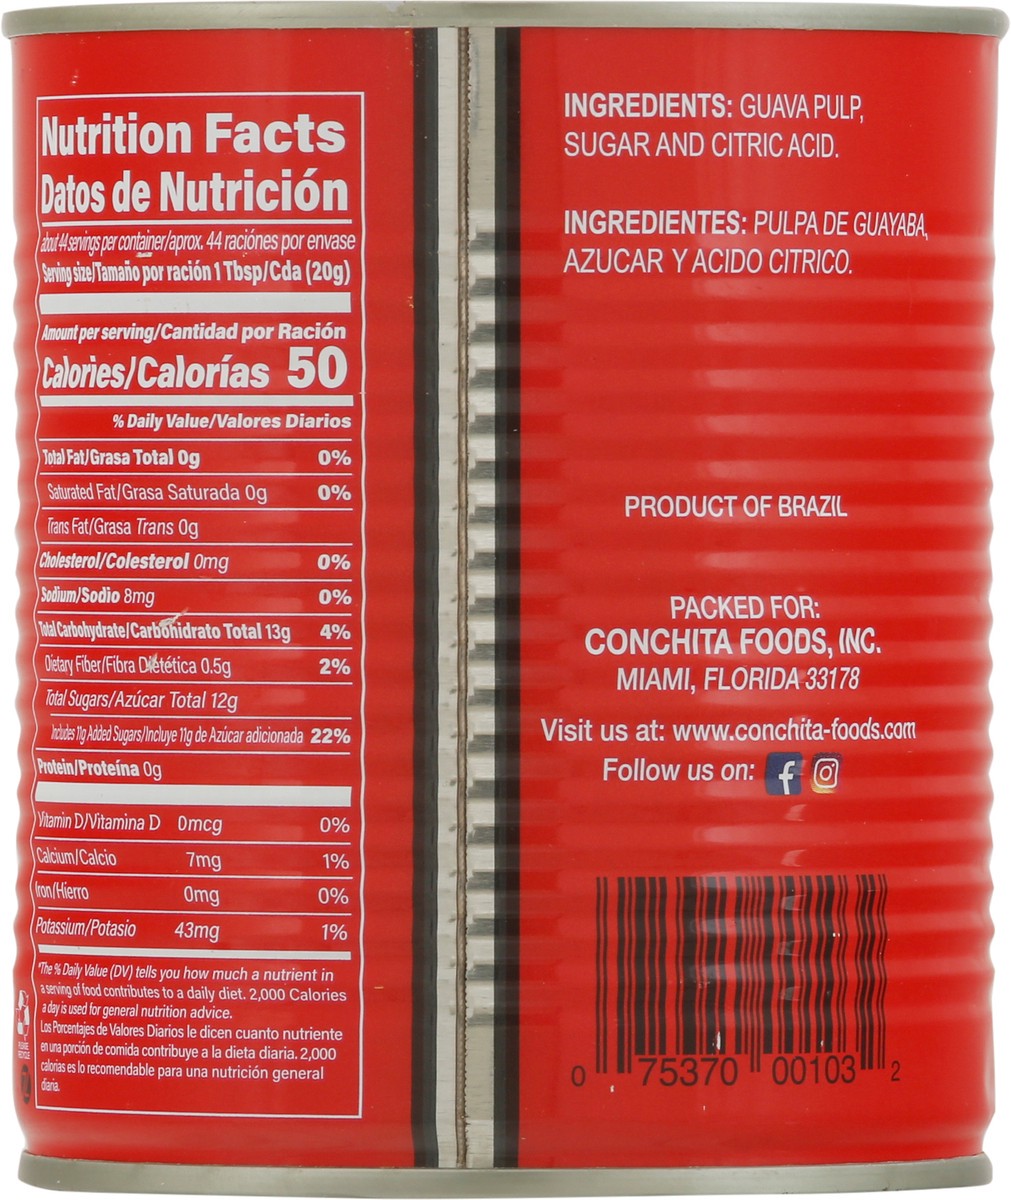 Nutrition Facts
Datos de Nutrición
about 44 servings per container/aprox. 44 raciónes por envase
Serving size/Tamaño por ración 1 Tbsp/Cda (20g)
Amount per serving/Cantidad por Ración
Calories/Calorías 50
% Daily Value/Valores Diarios
Total Fat/Grasa Total 0g 0%
Saturated Fat/Grasa Saturada 0g 0%
Trans Fat/Grasa Trans 0g
Cholesterol/Colesterol 0mg 0%
Sodium/Sodio 8mg 0%
Total Carbohydrate/Carbohidrato Total 13g 4%
Dietary Fiber/Fibra Dietética 0.5g 2%
Total Sugars/Azúcar Total 12g
Includes 11g Added Sugars/Incluye 11g de Azúcar adicionada 22%
Protein/Proteína 0g
Vitamin D/Vitamina D 0mcg 0%
Calcium/Calcio 7mg 1%
Iron/Hierro 0mg 0%
Potassium/Potasio 43mg 1%
*The % Daily Value (DV) tells you how much a nutrient in
a serving of food contributes to a daily diet. 2,000 Calories
a day is used for general nutrition advice.
Los Porcentajes de Valores Diarios le dicen cuanto nutriente
en una porción de comida contribuye a la dieta diaria. 2,000
calorias es lo recomendable para una nutrición general
diaria.
PLEASE
RECYCLE
INGREDIENTS: GUAVA PULP,
SUGAR AND CITRIC ACID.
INGREDIENTES: PULPA DE GUAYABA,
AZUCAR Y ACIDO CITRICO.
PRODUCT OF BRAZIL
PACKED FOR:
CONCHITA FOODS, INC.
MIAMI, FLORIDA 33178
Visit us at: www.conchita-foods.com
Follow us on:
0 75370 00103 2